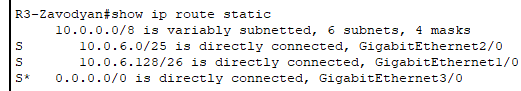 R3-Zavodyan#show ip route static
     10.0.0.0/8 is variably subnetted, 6 subnets, 4 masks
S       10.0.6.0/25 is directly connected, GigabitEthernet2/0
S       10.0.6.128/26 is directly connected, GigabitEthernet1/0
S*   0.0.0.0/0 is directly connected, GigabitEthernet3/0